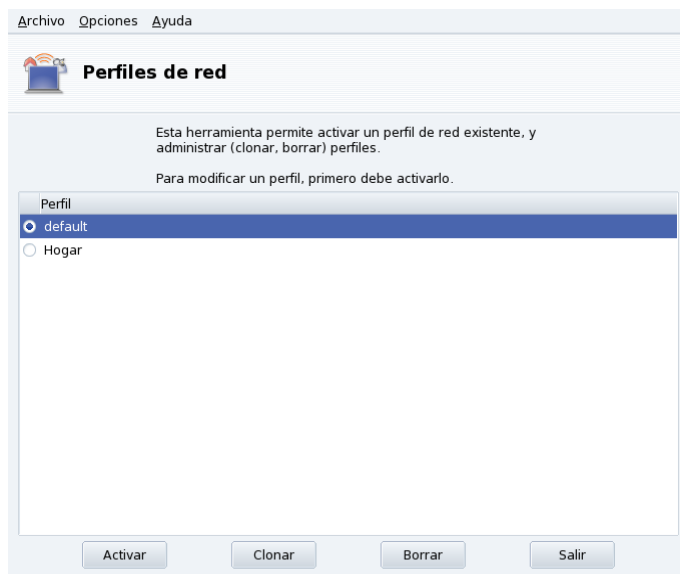 Archivo Opciones Ayuda
Perfiles de red
Esta herramienta permite activar un perfil de red existente, y
administrar (clonar, borrar) perfiles.
Para modificar un perfil, primero debe activarlo.
Perfil
default
Hogar
Activar Clonar Borrar Salir